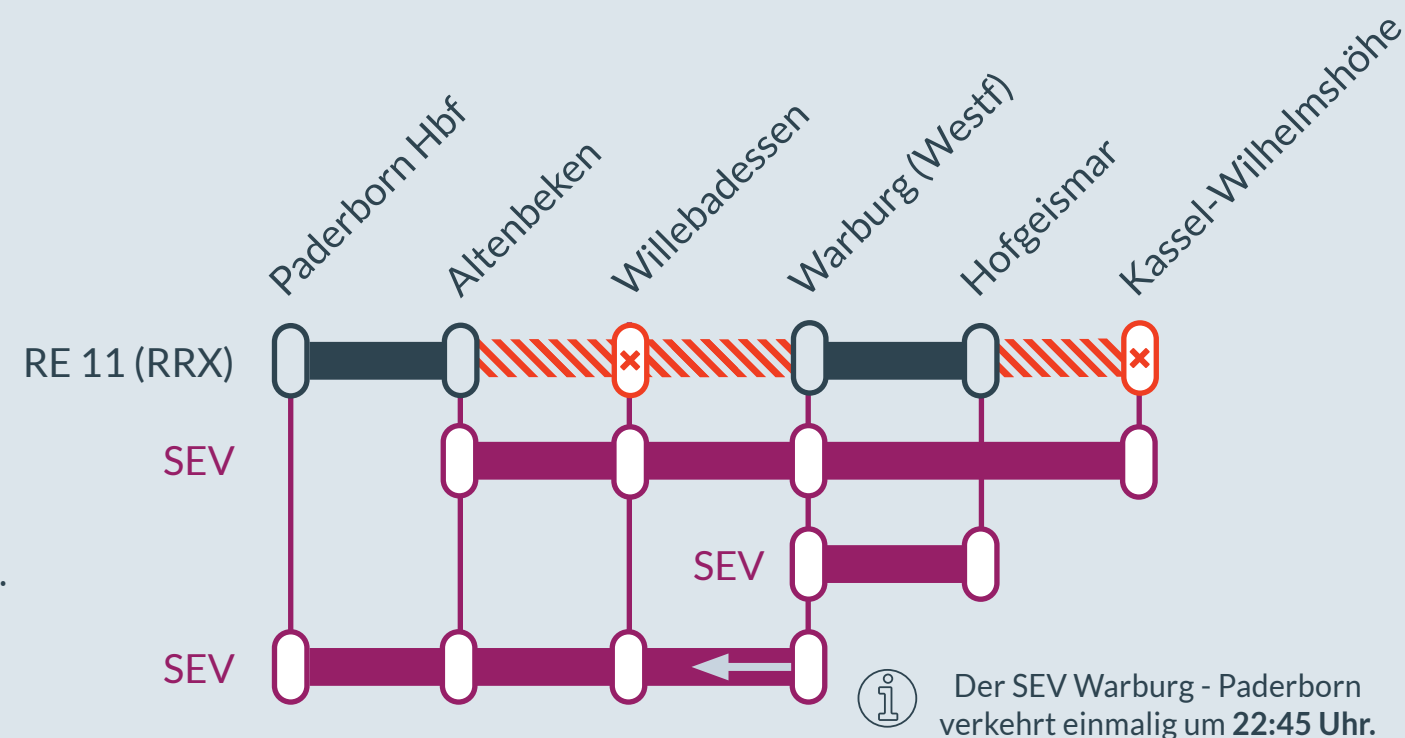 Paderborn Hbf
Altenbeken
Willebadessen
Warburg (Westf)
Hofgeismar
Kassel-Wilhelmshöhe
RE 11 (RRX)
SEV
SEV
.
SEV
Der SEV Warburg - Paderborn
verkehrt einmalig um 22:45 Uhr.